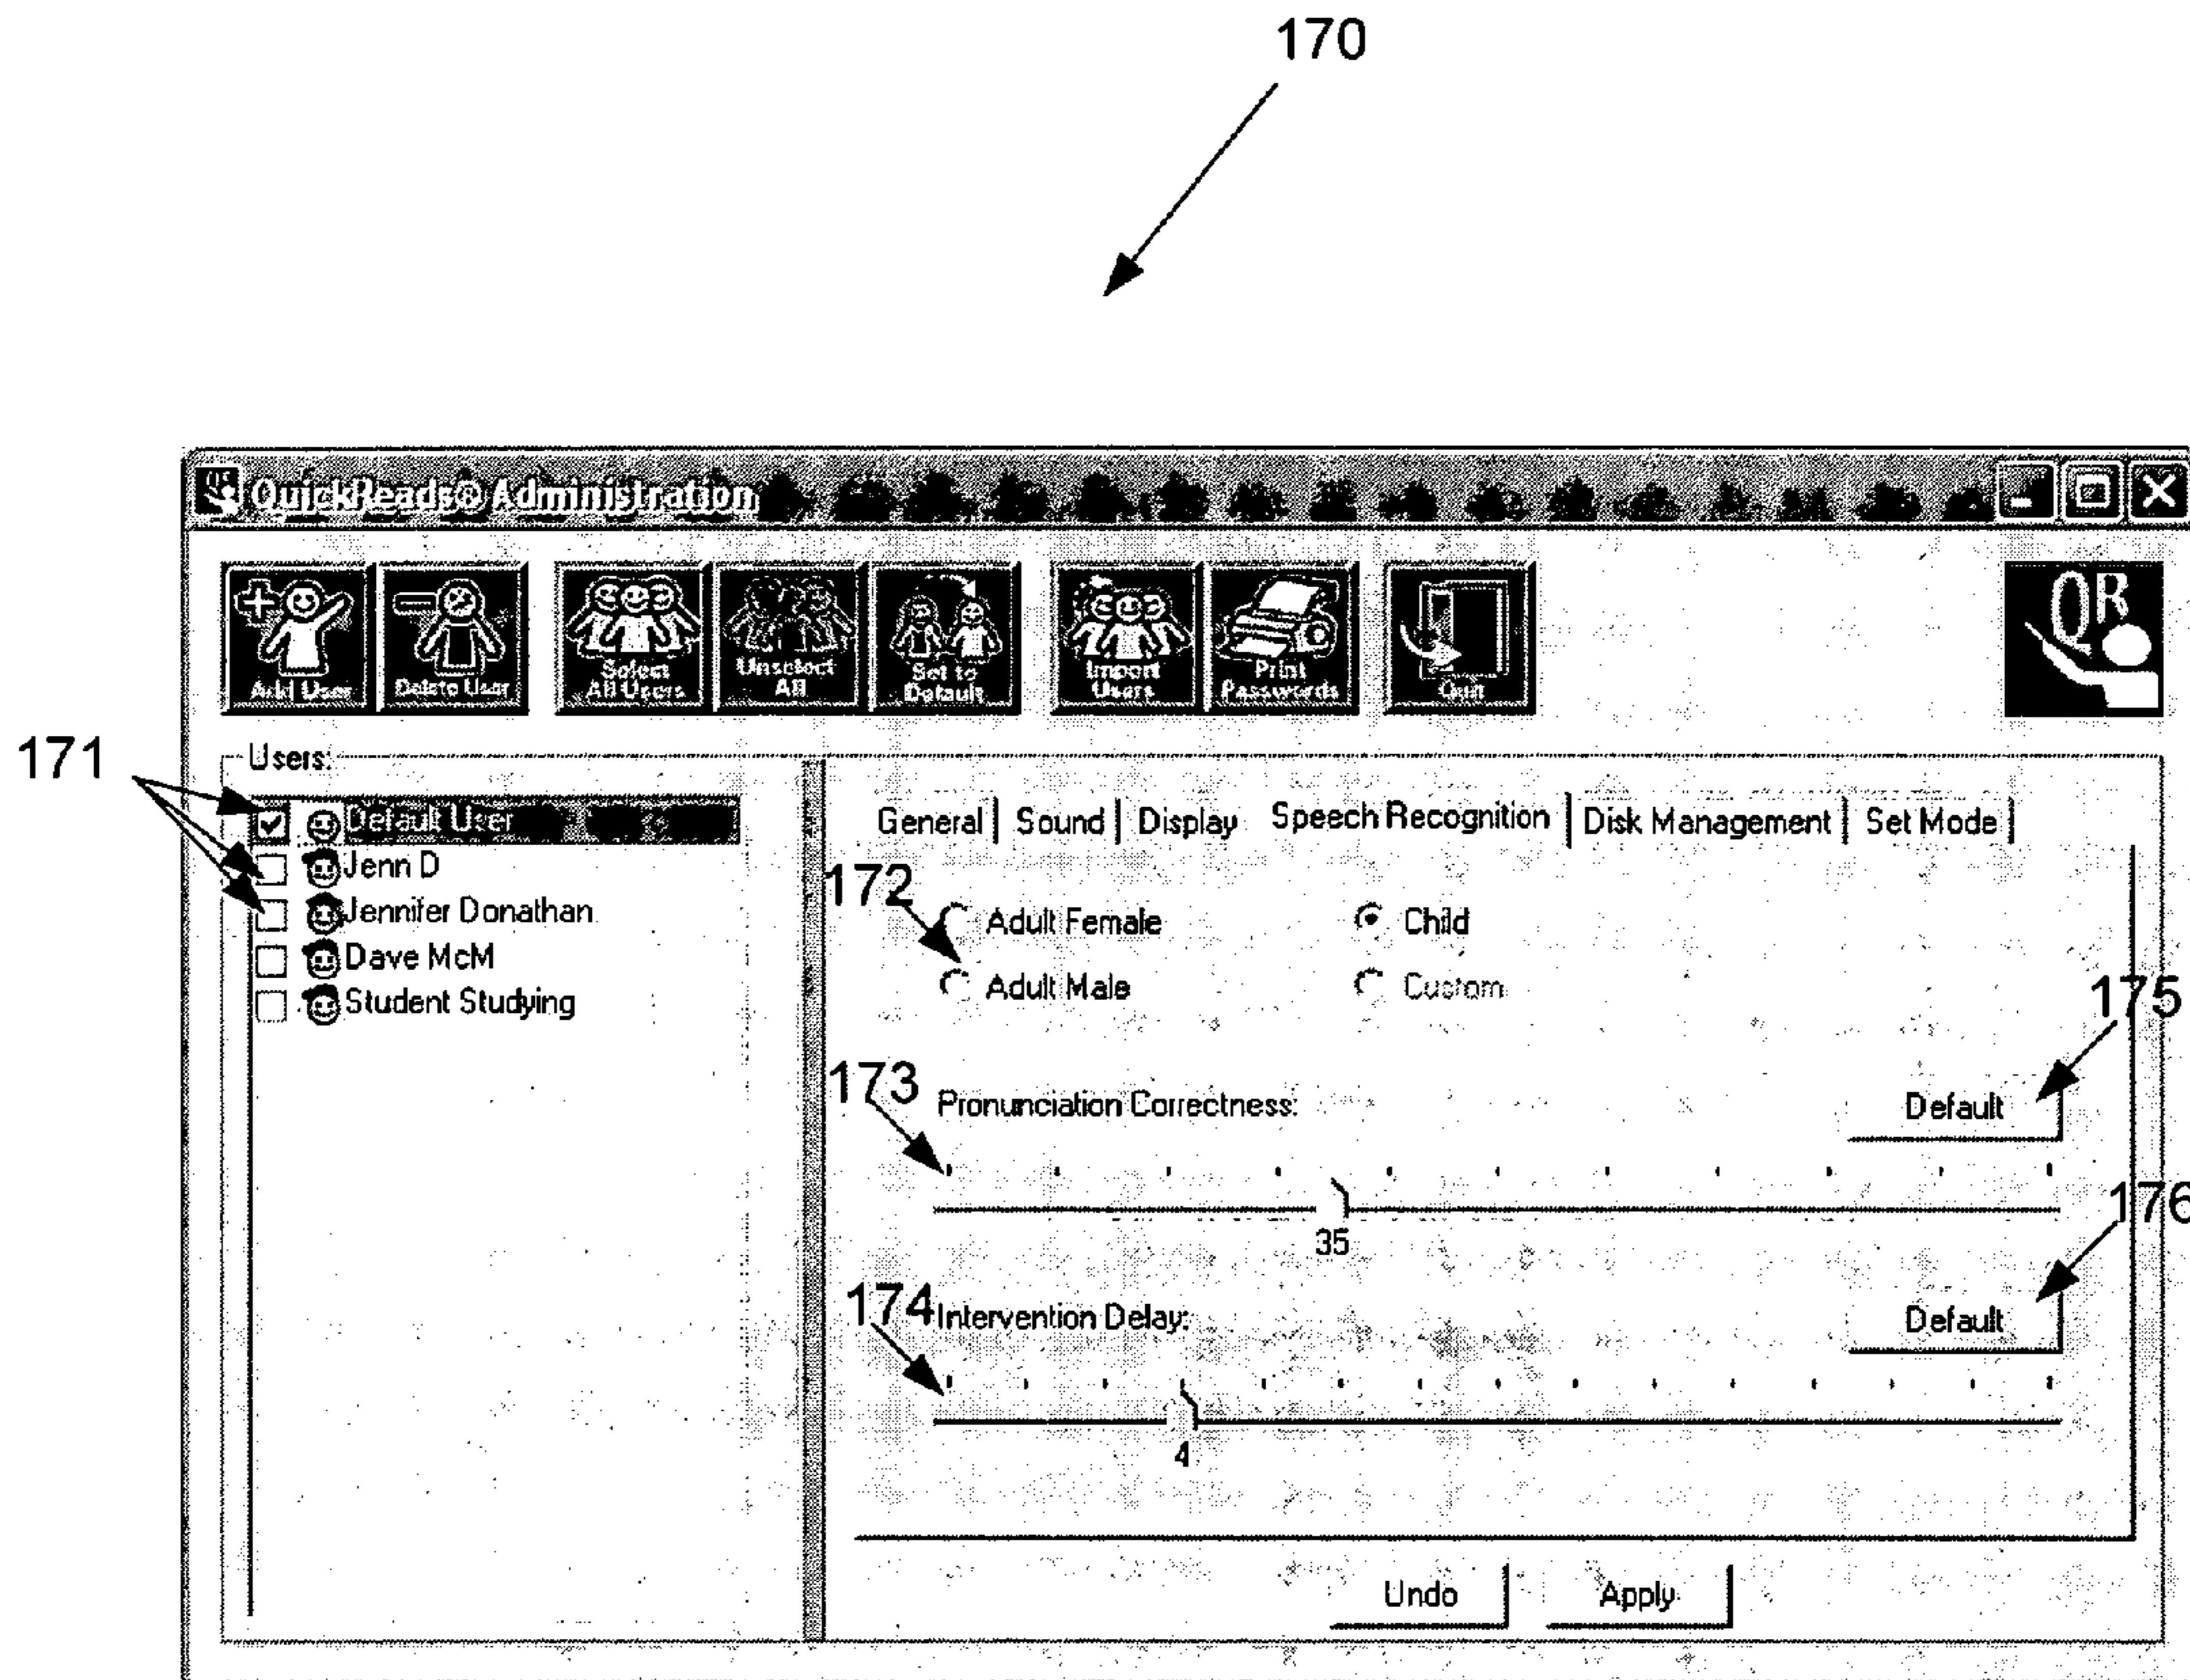 170
QuickReads® Administration
Add User
Delete User
Select All Users
Unselect All
Set to Default
Import Users
Print Passwords
Quit
QR
171
Users:
Default User
Jenn D
Jennifer Donathan
Dave McM
Student Studying
General Sound Display Speech Recognition Disk Management Set Mode
172
Adult Female Child
Adult Male Custom
175
173
Pronunciation Correctness: Default
176
35
174
Intervention Delay: Default
4
Undo Apply